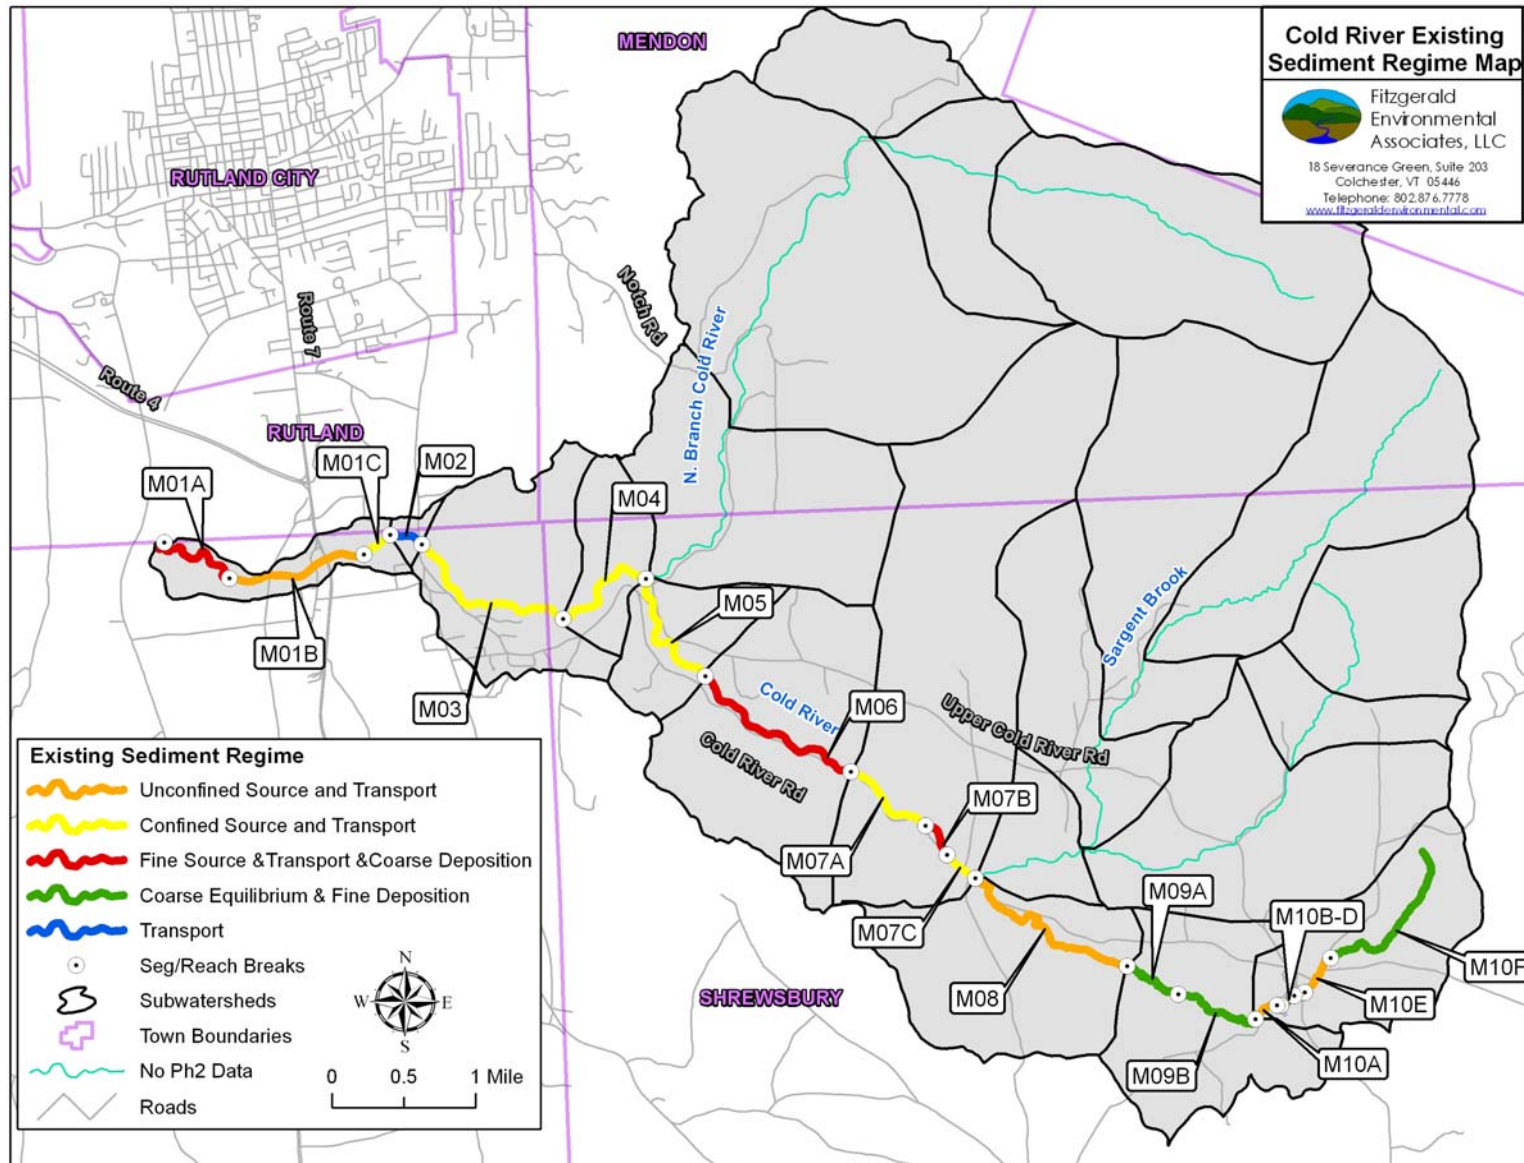 Cold River Existing
Sediment Regime Map
Fitzgerald
Environmental
Associates, LLC
18 Severance Green, Suite 203
Colchester, VT 05446
Telephone: 802.876.7778
www.fitzgeraldenvironmental.com
MENDON
RUTLAND CITY
Notch Rd
Route 7
N. Branch Cold River
Route 4
RUTLAND
M01C
M02
M01A
M04
M01B
M05
Sargent Brook
M03
Cold River
M06
Upper Cold River Rd
Cold River Rd
M07B
M07A
M09A
M10B-D
M07C
M10F
M08
SHREWSBURY
M10E
M10A
M09B
Existing Sediment Regime
Unconfined Source and Transport
Confined Source and Transport
Fine Source &Transport &Coarse Deposition
Coarse Equilibrium & Fine Deposition
Transport
Seg/Reach Breaks
Subwatersheds
Town Boundaries
No Ph2 Data
Roads
N
W E
S
0 0.5 1 Mile